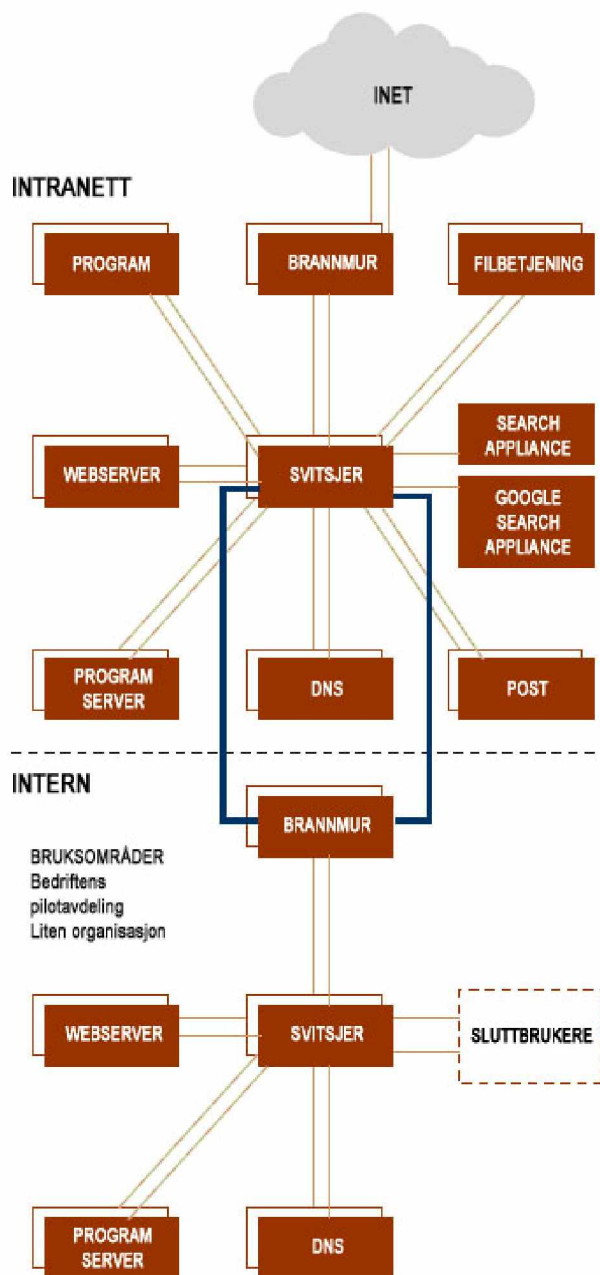 INET
INTRANETT
PROGRAM
BRANNMUR
FILBETJENING
WEBSERVER
SVITSJER
SEARCH
APPLIANCE
GOOGLE
SEARCH
APPLIANCE
PROGRAM
SERVER
DNS
POST
INTERN
BRANNMUR
BRUKSOMRÅDER
Bedriftens
pilotavdeling
Liten organisasjon
WEBSERVER
SVITSJER
SLUTTBRUKERE
PROGRAM
SERVER
DNS